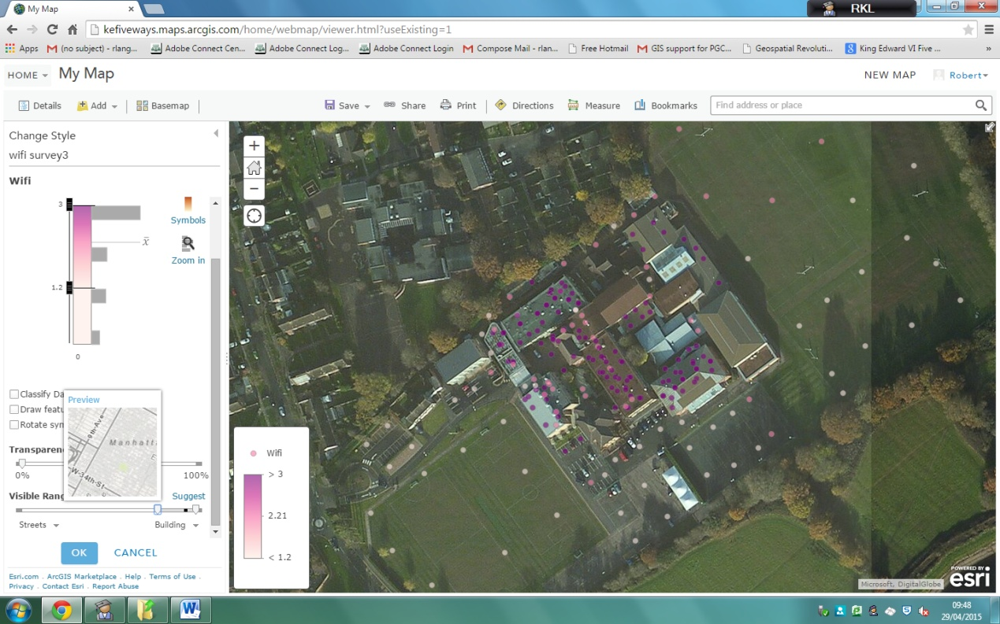 My Map
RKL
kefiveways.maps.arcgis.com/home/webmap/viewer.html?useExisting=1
Apps (no subject) - rlang... Adobe Connect Cen... Adobe Connect Log... Adobe Connect Login Compose Mail - rlan... Free Hotmail GIS support for PGC... Geospatial Revoluti... King Edward VI Five ... »
HOME My Map NEW MAP Robert
Details Add Basemap Save Share Print Directions Measure Bookmarks Find address or place
Change Style
wifi survey3
Wifi
3
Symbols
x̄
Zoom in
1.2
0
Classify Da
Draw featu
Rotate syn
Preview
9th-Ave
Manhatt
E
W-34th-St
Transparen
0% 100%
Visible Rang Suggest
Streets Building
OK CANCEL
Esri.com . ArcGIS Marketplace . Help . Terms of Use .
Privacy . Contact Esri . Report Abuse
Wifi
> 3
2.21
< 1.2
POWERED BY
esri
Microsoft, DigitalGlobe
09:48
29/04/2015